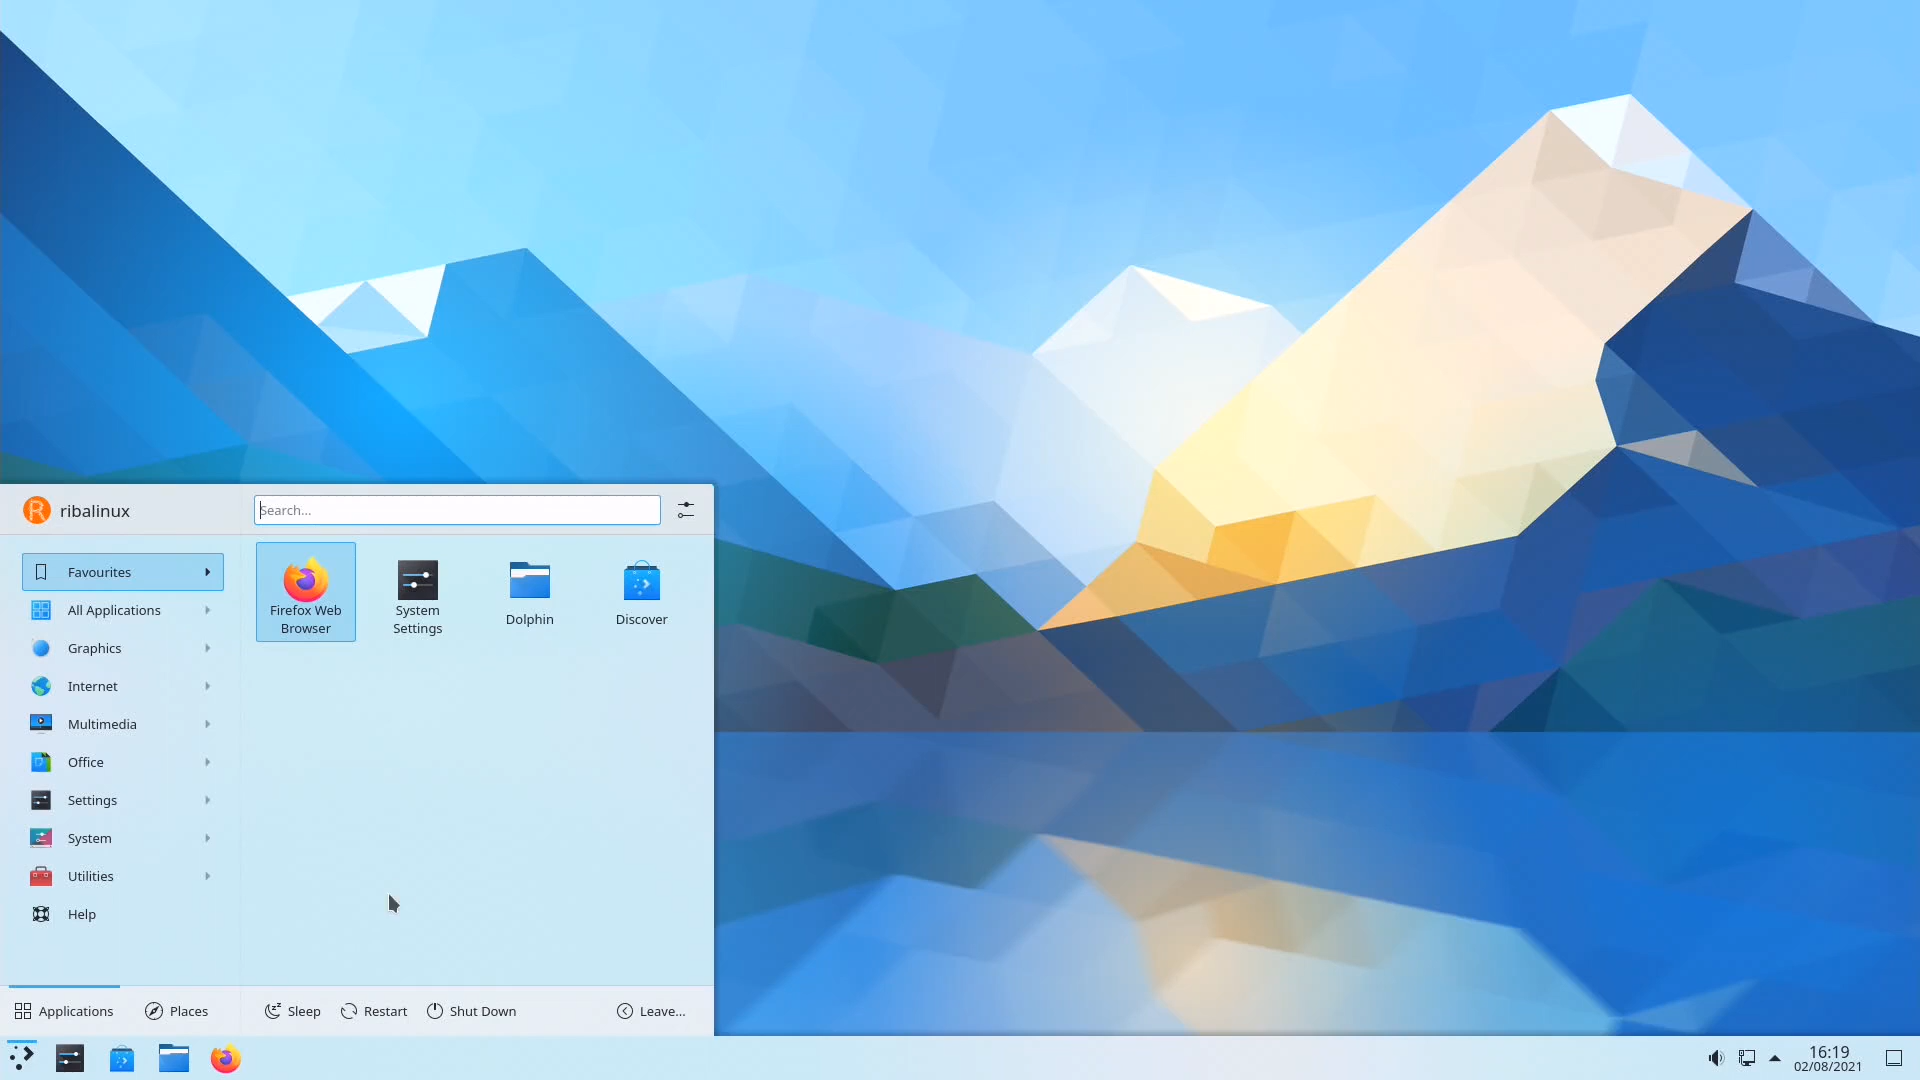 ribalinux
Search...
Favourites
All Applications
Graphics
Internet
Multimedia
Office
Settings
System
Utilities
Help
Firefox Web
Browser
System
Settings
Dolphin
Discover
Applications
Places
Sleep
Restart
Shut Down
Leave...
16:19
02/08/2021